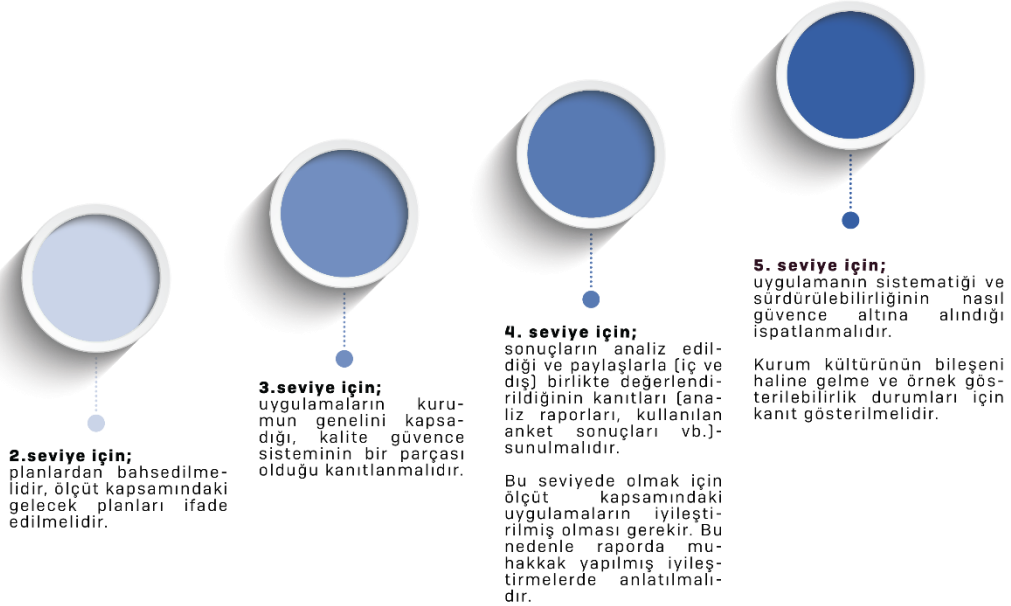 2.seviye için;
planlardan bahsedilme-
lidir, ölçüt kapsamındaki
gelecek planları ifade
edilmelidir.
3.seviye için;
uygulamaların kuru-
mun genelini kapsa-
dığı, kalite güvence
sisteminin bir parçası
olduğu kanıtlanmalıdır.
4. seviye için;
sonuçların analiz edil-
diği ve paylaşlarla (iç ve
dış) birlikte değerlendi-
rildiğinin kanıtları (ana-
liz raporları, kullanılan
anket sonuçları vb.)-
sunulmalıdır.
Bu seviyede olmak için
ölçüt kapsamındaki
uygulamaların iyileşti-
rilmiş olması gerekir. Bu
nedenle raporda mu-
hakkak yapılmış iyileş-
tirmelerde anlatılmalı-
dır.
5. seviye için;
uygulamanın sistematiği ve
sürdürülebilirliğinin nasıl
güvence altına alındığı
ispatlanmalıdır.
Kurum kültürünün bileşeni
haline gelme ve örnek gös-
terilebilirlik durumları için
kanıt gösterilmelidir.